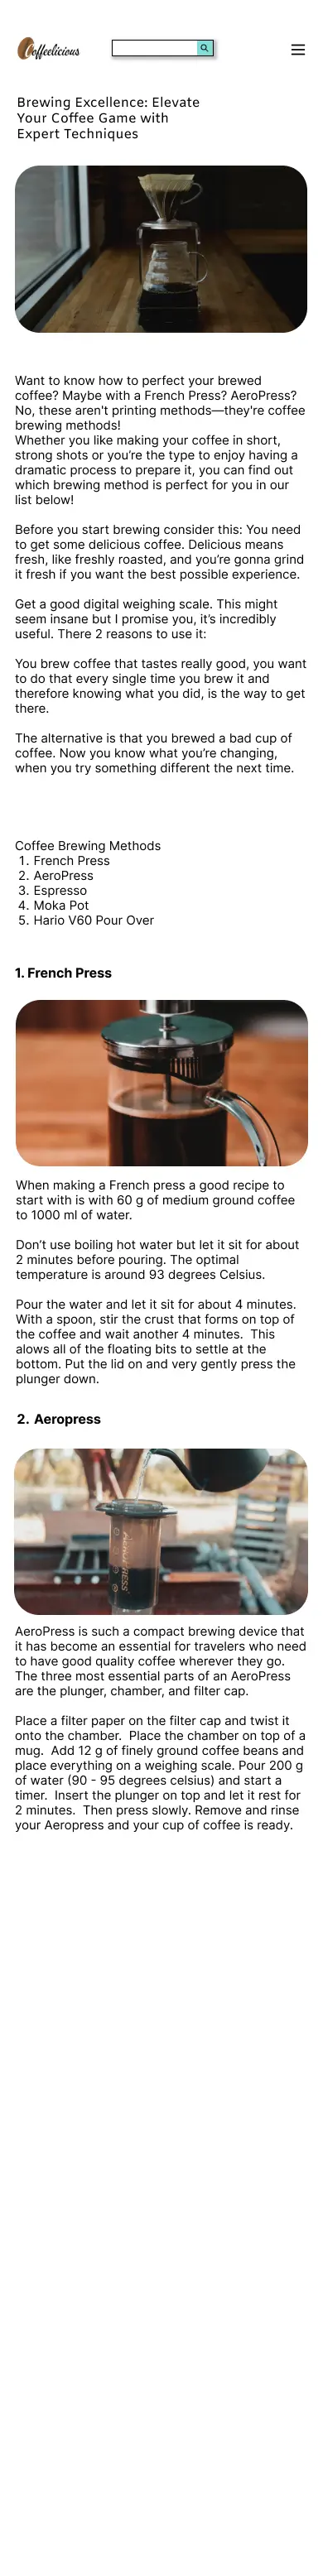 Coffeelicious
Brewing Excellence: Elevate
Your Coffee Game with
Expert Techniques
Want to know how to perfect your brewed
coffee? Maybe with a French Press? AeroPress?
No, these aren't printing methods—they're coffee
brewing methods!
Whether you like making your coffee in short,
strong shots or you're the type to enjoy having a
dramatic process to prepare it, you can find out
which brewing method is perfect for you in our
list below!
Before you start brewing consider this: You need
to get some delicious coffee. Delicious means
fresh, like freshly roasted, and you're gonna grind
it fresh if you want the best possible experience.
Get a good digital weighing scale. This might
seem insane but I promise you, it's incredibly
useful. There 2 reasons to use it:
You brew coffee that tastes really good, you want
to do that every single time you brew it and
therefore knowing what you did, is the way to get
there.
The alternative is that you brewed a bad cup of
coffee. Now you know what you're changing,
when you try something different the next time.
Coffee Brewing Methods
1. French Press
2. AeroPress
3. Espresso
4. Moka Pot
5. Hario V60 Pour Over
1. French Press
When making a French press a good recipe to
start with is with 60 g of medium ground coffee
to 1000 ml of water.
Don't use boiling hot water but let it sit for about
2 minutes before pouring. The optimal
temperature is around 93 degrees Celsius.
Pour the water and let it sit for about 4 minutes.
With a spoon, stir the crust that forms on top of
the coffee and wait another 4 minutes. This
alows all of the floating bits to settle at the
bottom. Put the lid on and very gently press the
plunger down.
2. Aeropress
AEROPRESS
AeroPress is such a compact brewing device that
it has become an essential for travelers who need
to have good quality coffee wherever they go.
The three most essential parts of an AeroPress
are the plunger, chamber, and filter cap.
Place a filter paper on the filter cap and twist it
onto the chamber. Place the chamber on top of a
mug. Add 12 g of finely ground coffee beans and
place everything on a weighing scale. Pour 200 g
of water (90 - 95 degrees celsius) and start a
timer. Insert the plunger on top and let it rest for
2 minutes. Then press slowly. Remove and rinse
your Aeropress and your cup of coffee is ready.